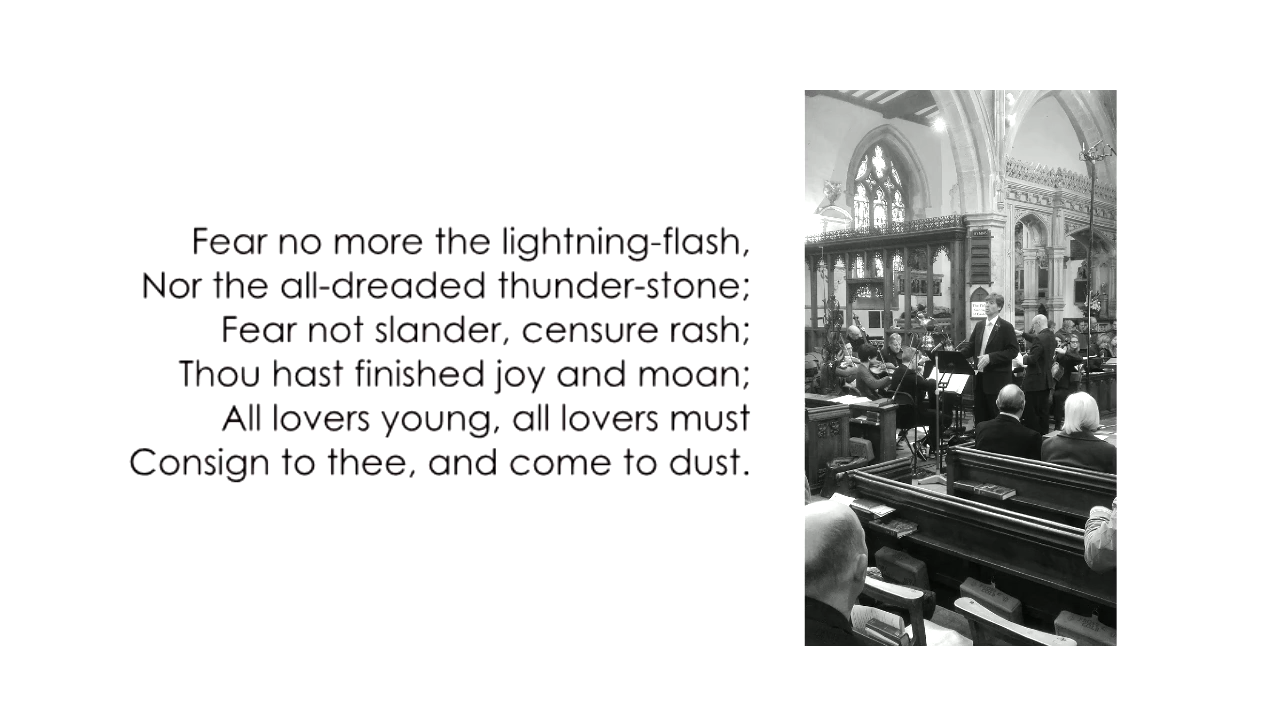 Fear no more the lightning-flash,
Nor the all-dreaded thunder-stone;
Fear not slander, censure rash;
Thou hast finished joy and moan;
All lovers young, all lovers must
Consign to thee, and come to dust.